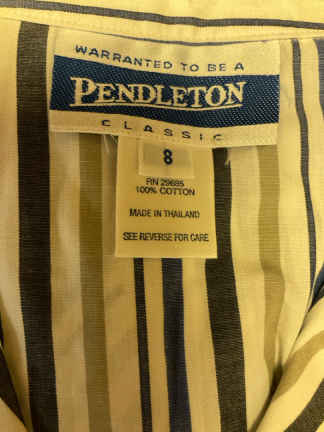 WARRANTED TO BE A
PENDLETON
CLASSIC
8
RN 29685
100% COTTON
MADE IN THAILAND
SEE REVERSE FOR CARE